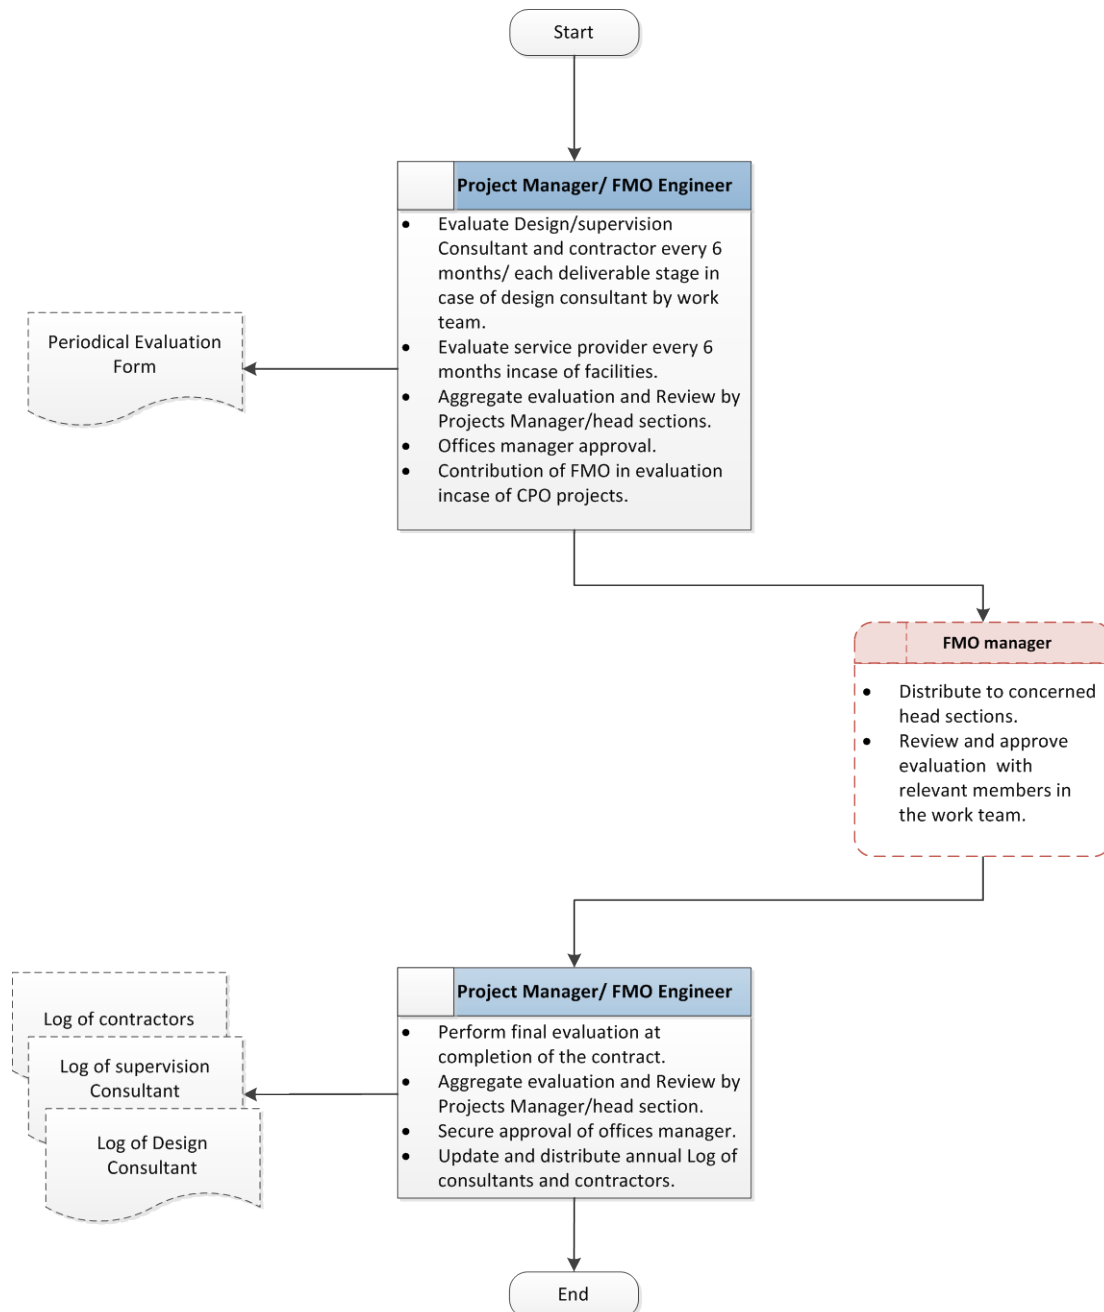 Start
Project Manager/ FMO Engineer
• Evaluate Design/supervision
Consultant and contractor every 6
months/ each deliverable stage in
case of design consultant by work
team.
• Evaluate service provider every 6
months incase of facilities.
• Aggregate evaluation and Review by
Projects Manager/head sections.
• Offices manager approval.
• Contribution of FMO in evaluation
incase of CPO projects.
Periodical Evaluation
Form
FMO manager
• Distribute to concerned
head sections.
• Review and approve
evaluation with
relevant members in
the work team.
Project Manager/ FMO Engineer
• Perform final evaluation at
completion of the contract.
• Aggregate evaluation and Review by
Projects Manager/head section.
• Secure approval of offices manager.
• Update and distribute annual Log of
consultants and contractors.
Log of contractors
Log of supervision
Consultant
Log of Design
Consultant
End